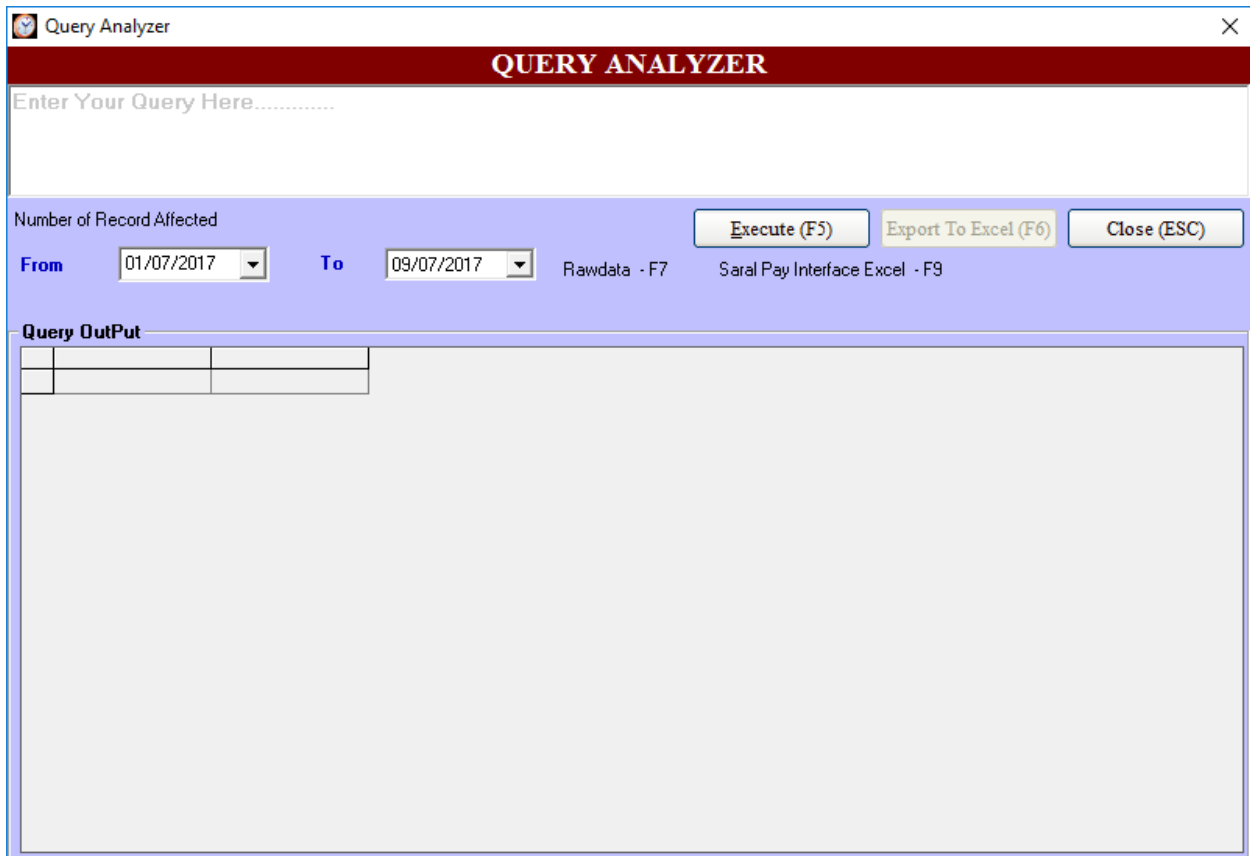 Query Analyzer
QUERY ANALYZER
Enter Your Query Here.............
Number of Record Affected
Execute (F5) Export To Excel (F6) Close (ESC)
From 01/07/2017 To 09/07/2017 Rawdata - F7 Saral Pay Interface Excel - F9
Query OutPut